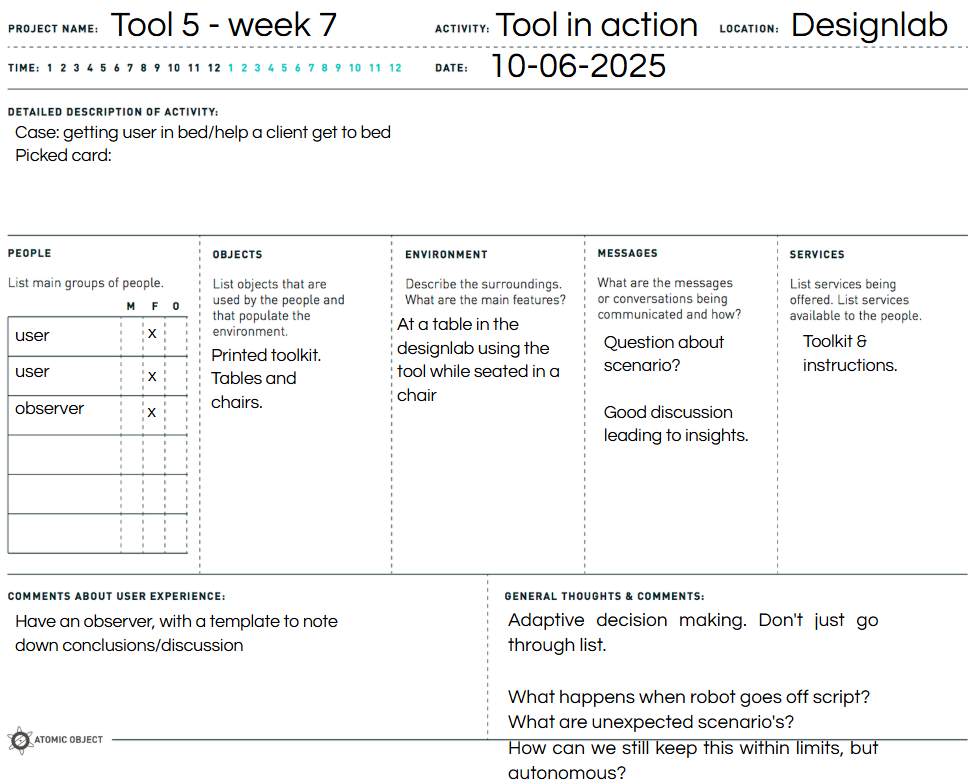 PROJECT NAME: Tool 5 - week 7 ACTIVITY: Tool in action LOCATION: Designlab
TIME: 1 2 3 4 5 6 7 8 9 10 11 12 1 2 3 4 5 6 7 8 9 10 11 12 DATE: 10-06-2025
DETAILED DESCRIPTION OF ACTIVITY:
Case: getting user in bed/help a client get to bed
Picked card:
PEOPLE
List main groups of people.
M F O
user x
user x
observer x
OBJECTS
List objects that are
used by the people and
that populate the
environment.
Printed toolkit.
Tables and
chairs.
ENVIRONMENT
Describe the surroundings.
What are the main features?
At a table in the
designlab using the
tool while seated in a
chair
MESSAGES
What are the messages
or conversations being
communicated and how?
Question about
scenario?
Good discussion
leading to insights.
SERVICES
List services being
offered. List services
available to the people.
Toolkit &
instructions.
COMMENTS ABOUT USER EXPERIENCE:
Have an observer, with a template to note
down conclusions/discussion
GENERAL THOUGHTS & COMMENTS:
Adaptive decision making. Don't just go
through list.
What happens when robot goes off script?
What are unexpected scenario's?
How can we still keep this within limits, but
autonomous?
ATOMIC OBJECT